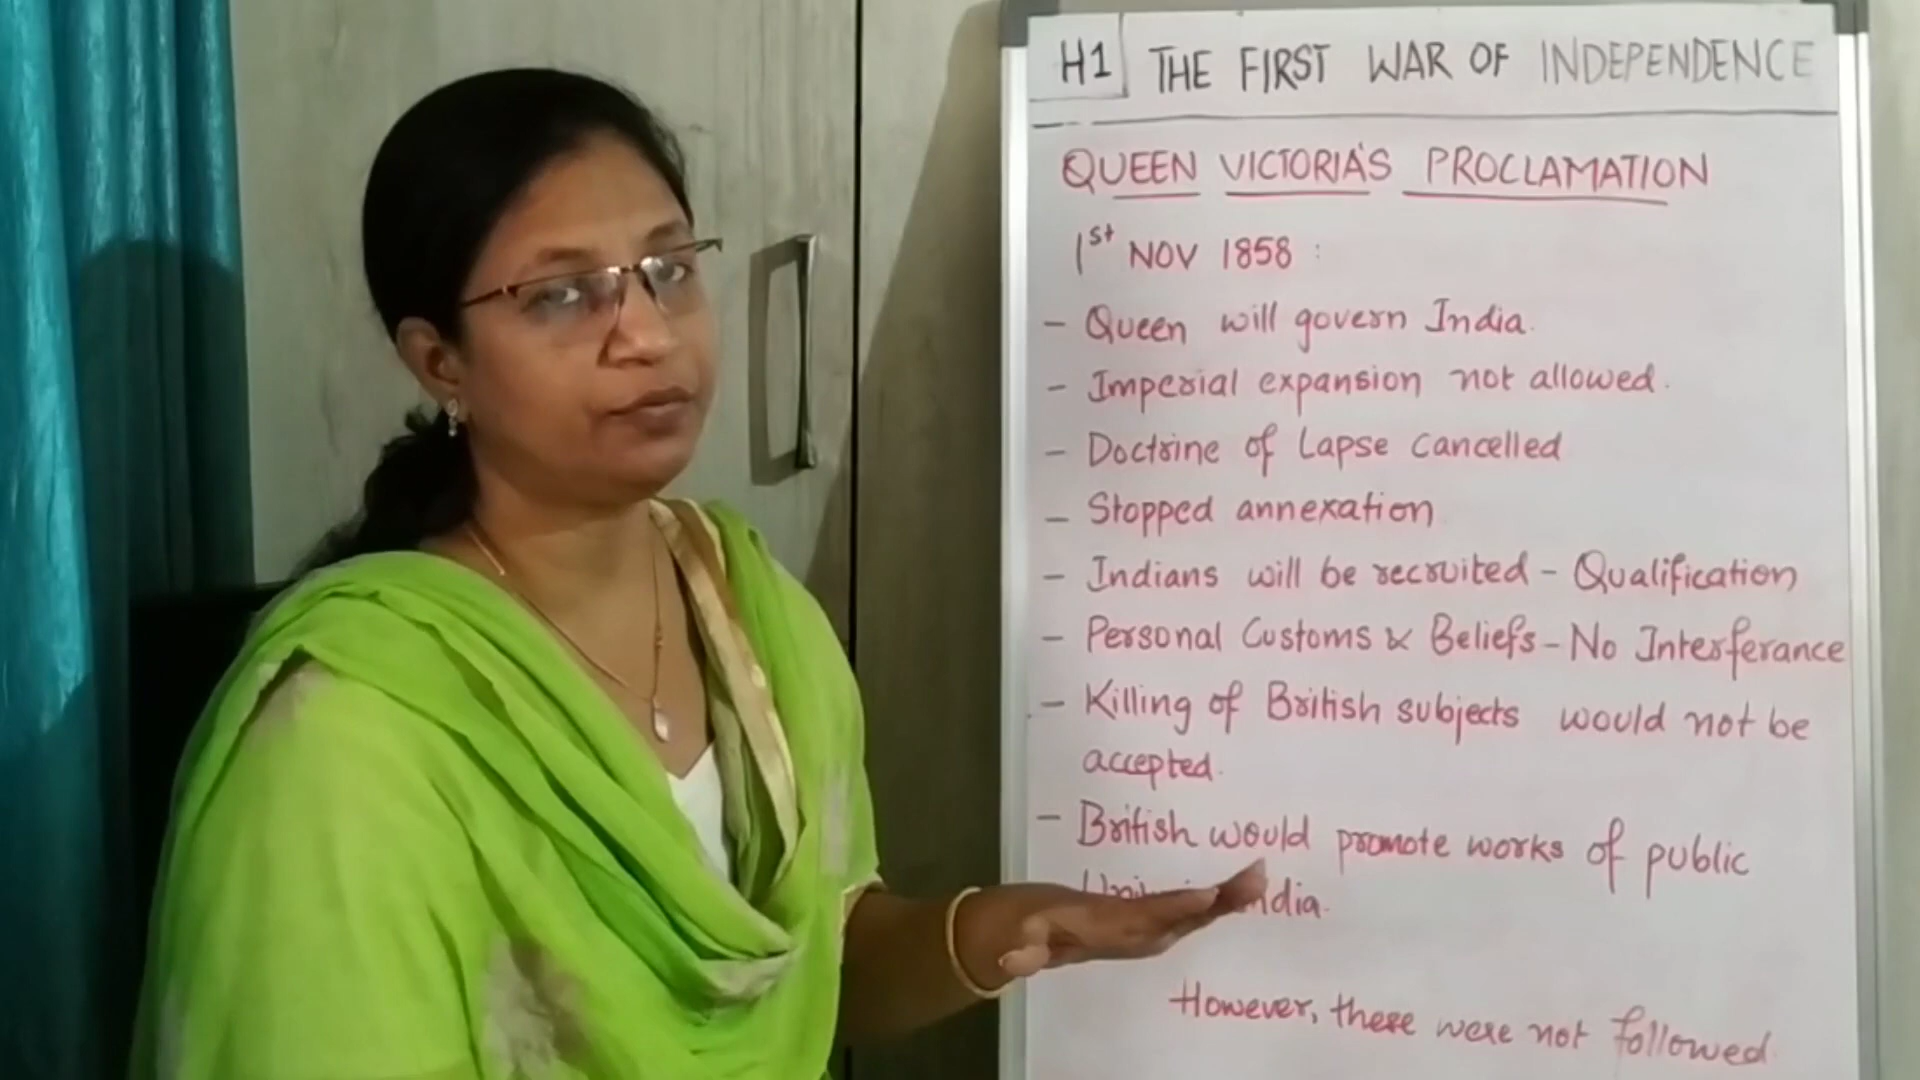 H1 THE FIRST WAR OF INDEPENDENCE
QUEEN VICTORIA'S PROCLAMATION
1st NOV 1858 :
- Queen will govern India.
- Imperial expansion not allowed.
- Doctrine of Lapse Cancelled
- Stopped annexation
- Indians will be recruited - Qualification
- Personal Customs & Beliefs - No Interferance
- Killing of British subjects would not be
accepted.
- British would promote works of public
However, these were not followed.